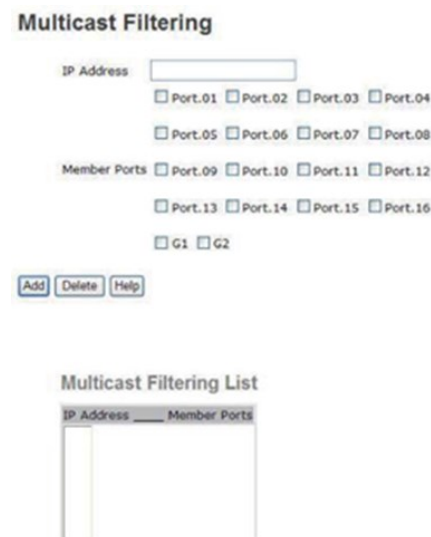 Multicast Filtering
IP Address
Port.01 Port.02 Port.03 Port.04
Port.05 Port.06 Port.07 Port.08
Member Ports Port.09 Port.10 Port.11 Port.12
Port.13 Port.14 Port.15 Port.16
G1 G2
Add Delete Help
Multicast Filtering List
IP Address ____ Member Ports